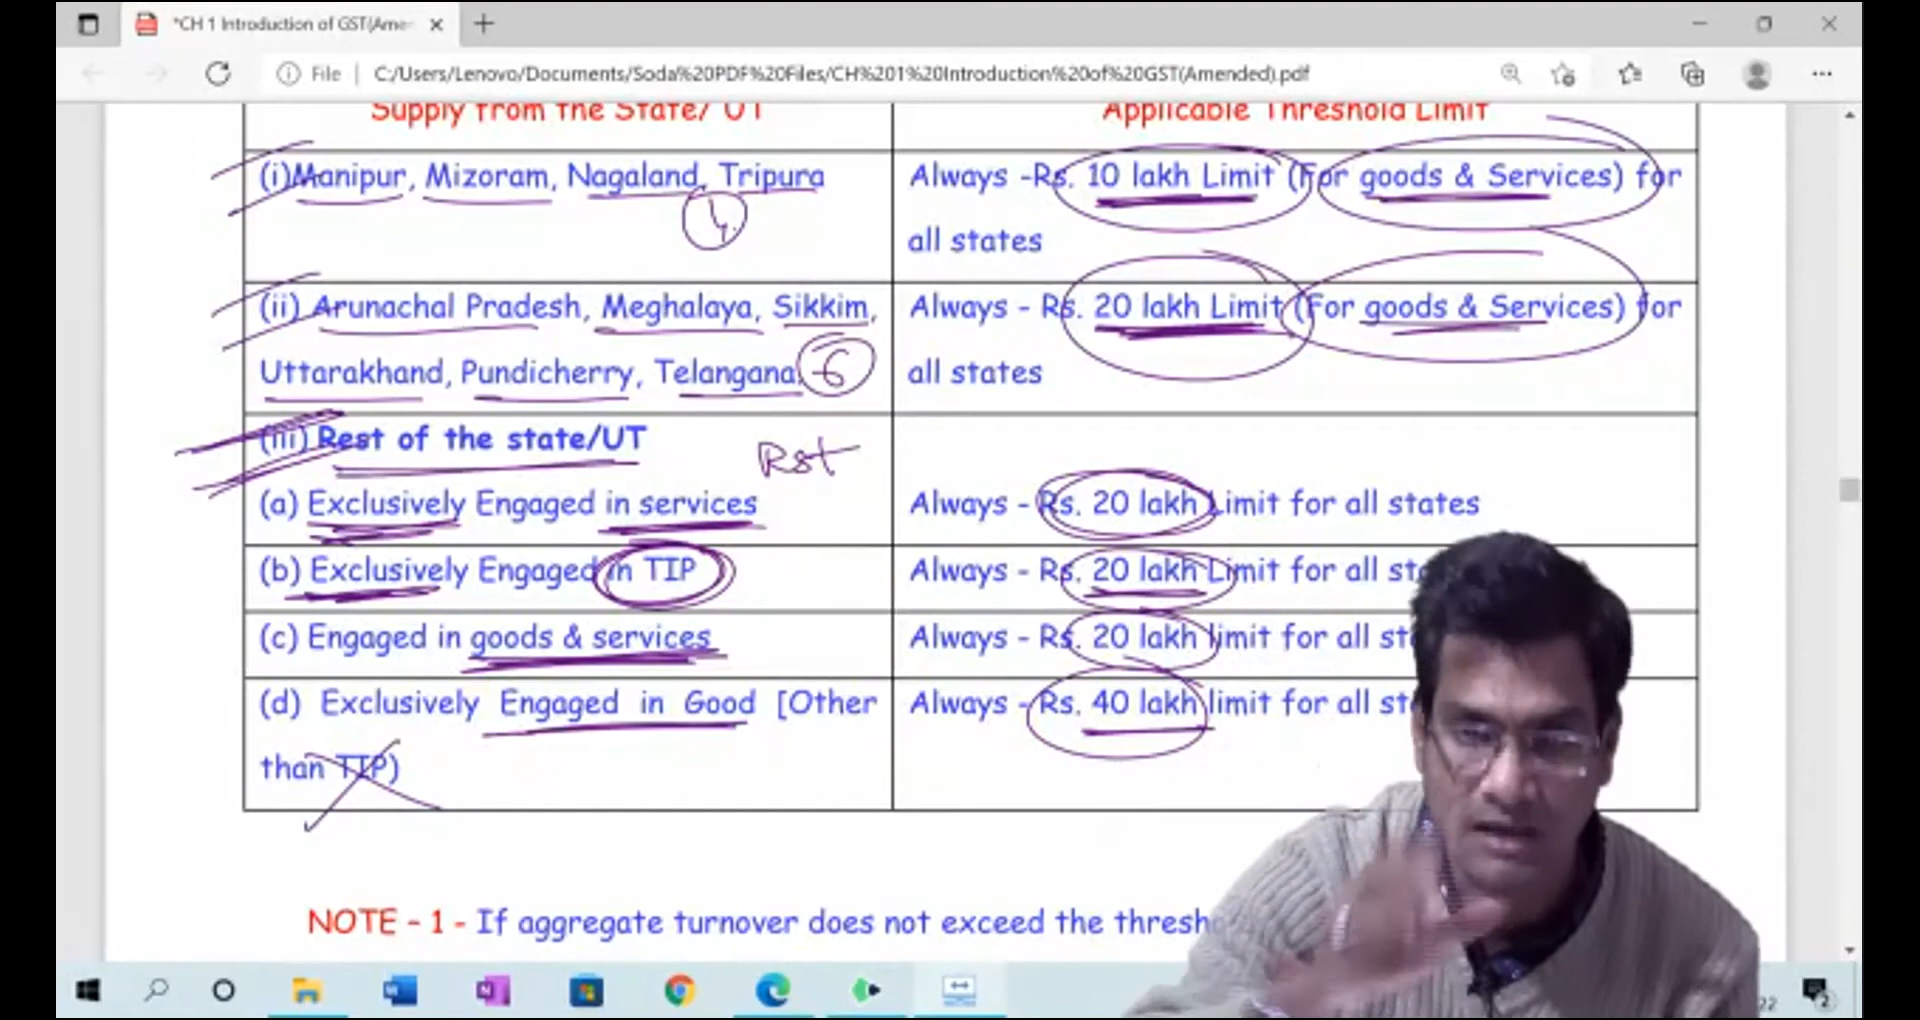 *CH 1 Introduction of GST(Ame
File | C:/Users/Lenovo/Documents/Soda%20PDF%20Files/CH%201%20Introduction%20of%20GST(Amended).pdf
Supply from the State/ UT
Applicable Threshold Limit
(i)Manipur, Mizoram, Nagaland, Tripura
4
Always -Rs. 10 lakh Limit (For goods & Services) for
all states
(ii) Arunachal Pradesh, Meghalaya, Sikkim,
Uttarakhand, Pundicherry, Telangana
6
Always - Rs. 20 lakh Limit (For goods & Services) for
all states
(iii) Rest of the state/UT
Rst
(a) Exclusively Engaged in services
Always - Rs. 20 lakh Limit for all states
(b) Exclusively Engaged in TIP
Always - Rs. 20 lakh Limit for all
(c) Engaged in goods & services
Always - Rs. 20 lakh limit for all
(d) Exclusively Engaged in Good [Other
than TIP)
Always - Rs. 40 lakh limit for all
NOTE - 1 - If aggregate turnover does not exceed the
22
2